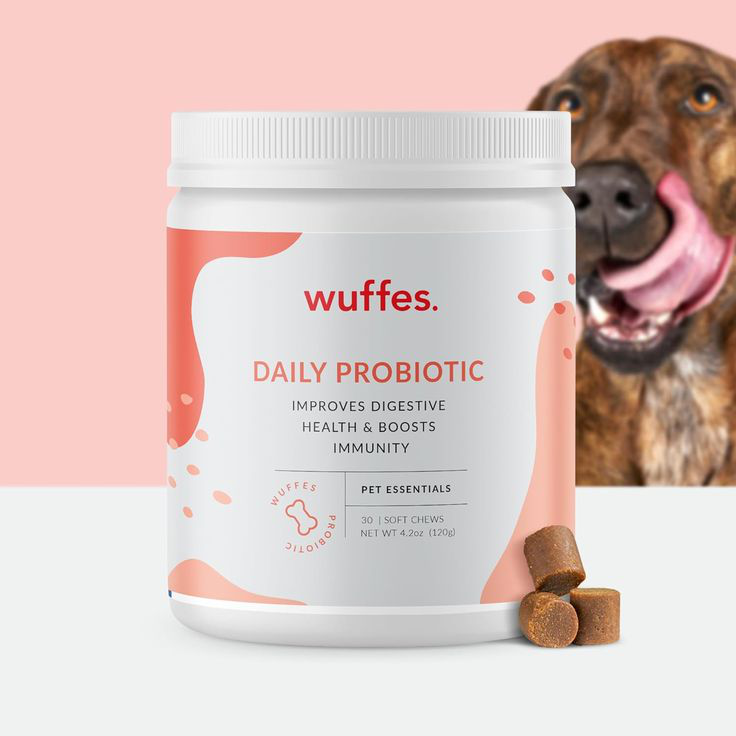 wuffes.
DAILY PROBIOTIC
IMPROVES DIGESTIVE
HEALTH & BOOSTS
IMMUNITY
WUFFES
PROBIOTIC
PET ESSENTIALS
30 | SOFT CHEWS
NET WT 4.2oz (120g)